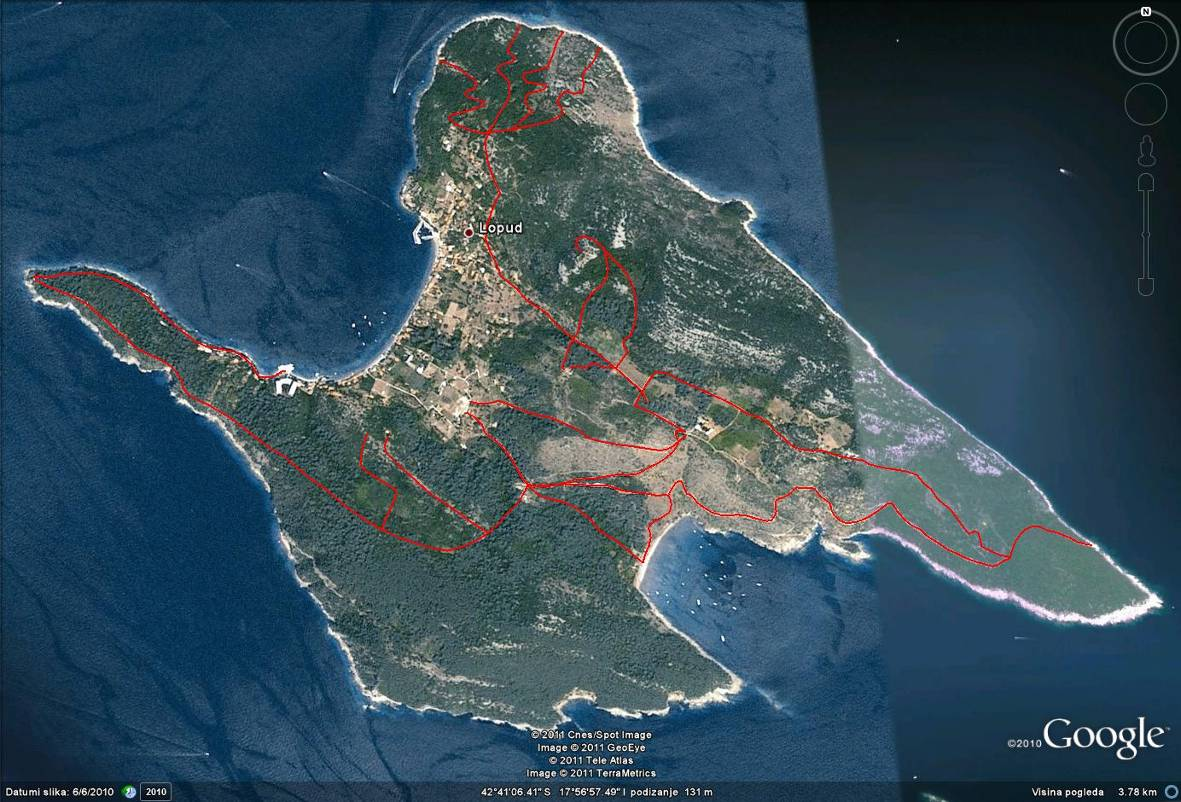 N
Lopud
© 2011 Cnes/Spot Image
Image © 2011 GeoEye
© 2011 Tele Atlas
Image © 2011 TerraMetrics
©2010 Google™
Datumi slika: 6/6/2010 2010 42°41'06.41" S 17°56'57.49" I podizanje 131 m Visina pogleda 3.78 km